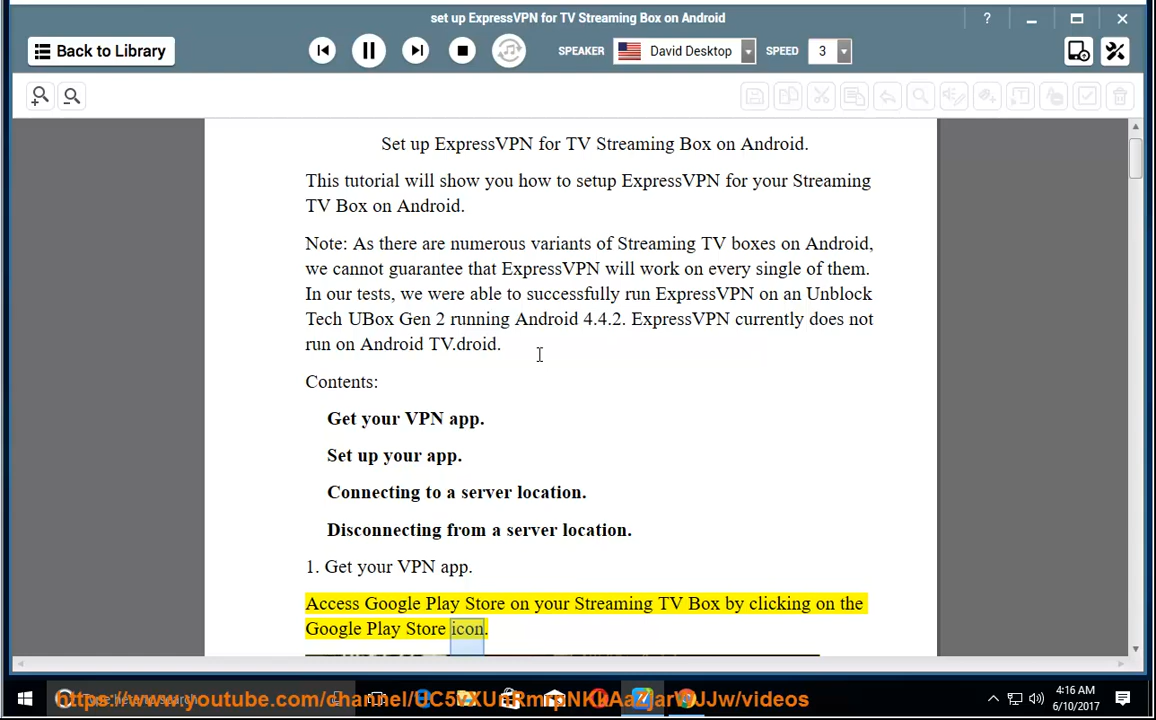 set up ExpressVPN for TV Streaming Box on Android
Back to Library
SPEAKER
David Desktop
SPEED
3
Set up ExpressVPN for TV Streaming Box on Android.
This tutorial will show you how to setup ExpressVPN for your Streaming
TV Box on Android.
Note: As there are numerous variants of Streaming TV boxes on Android,
we cannot guarantee that ExpressVPN will work on every single of them.
In our tests, we were able to successfully run ExpressVPN on an Unblock
Tech UBox Gen 2 running Android 4.4.2. ExpressVPN currently does not
run on Android TV.droid.
Contents:
Get your VPN app.
Set up your app.
Connecting to a server location.
Disconnecting from a server location.
1. Get your VPN app.
Access Google Play Store on your Streaming TV Box by clicking on the
Google Play Store icon.
4:16 AM
6/10/2017